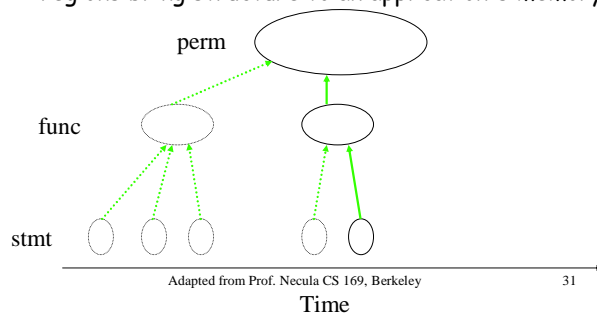 perm
func
stmt
Adapted from Prof. Necula CS 169, Berkeley 31
Time